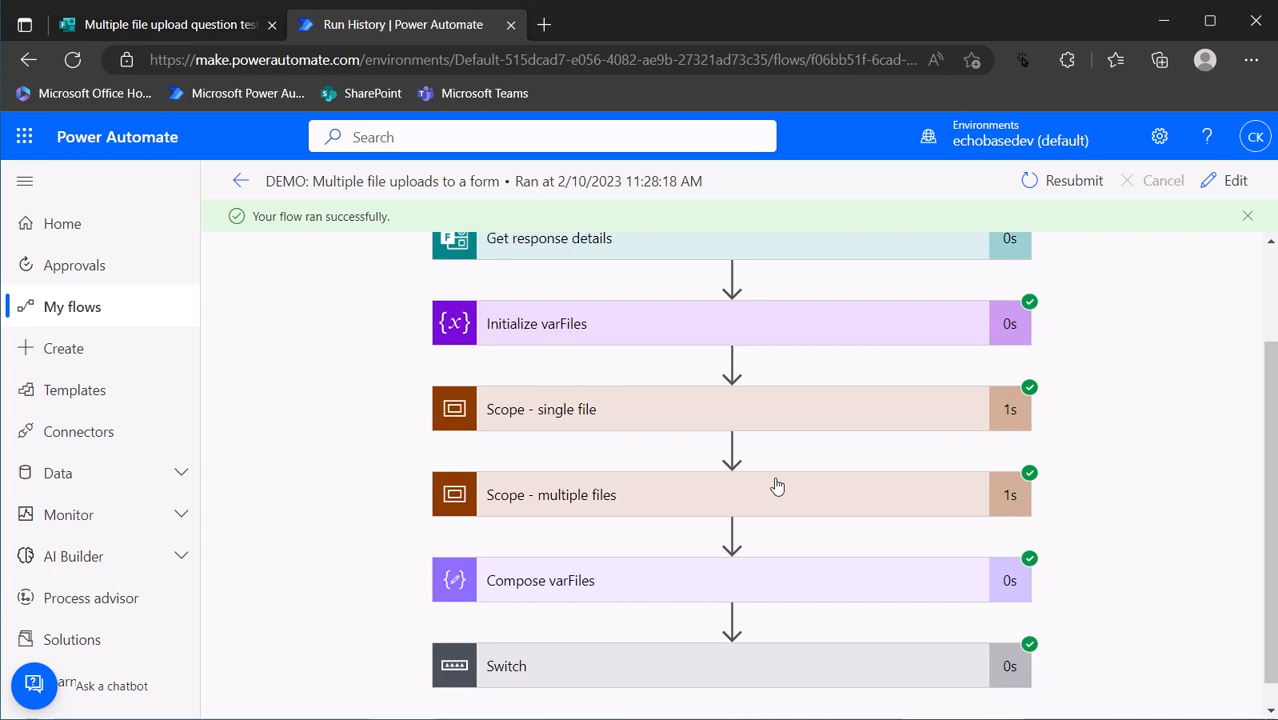 Multiple file upload question tes
Run History | Power Automate
https://make.powerautomate.com/environments/Default-515dcad7-e056-4082-ae9b-27321ad73c35/flows/f06bb51f-6cad-...
Microsoft Office Ho...
Microsoft Power Au...
SharePoint
Microsoft Teams
Power Automate
Search
Environments
echobasedev (default)
CK
DEMO: Multiple file uploads to a form • Ran at 2/10/2023 11:28:18 AM
Resubmit
Cancel
Edit
Your flow ran successfully.
Home
Approvals
My flows
Create
Templates
Connectors
Data
Monitor
AI Builder
Process advisor
Solutions
Ask a chatbot
Get response details
0s
Initialize varFiles
0s
Scope - single file
1s
Scope - multiple files
1s
Compose varFiles
0s
Switch
0s